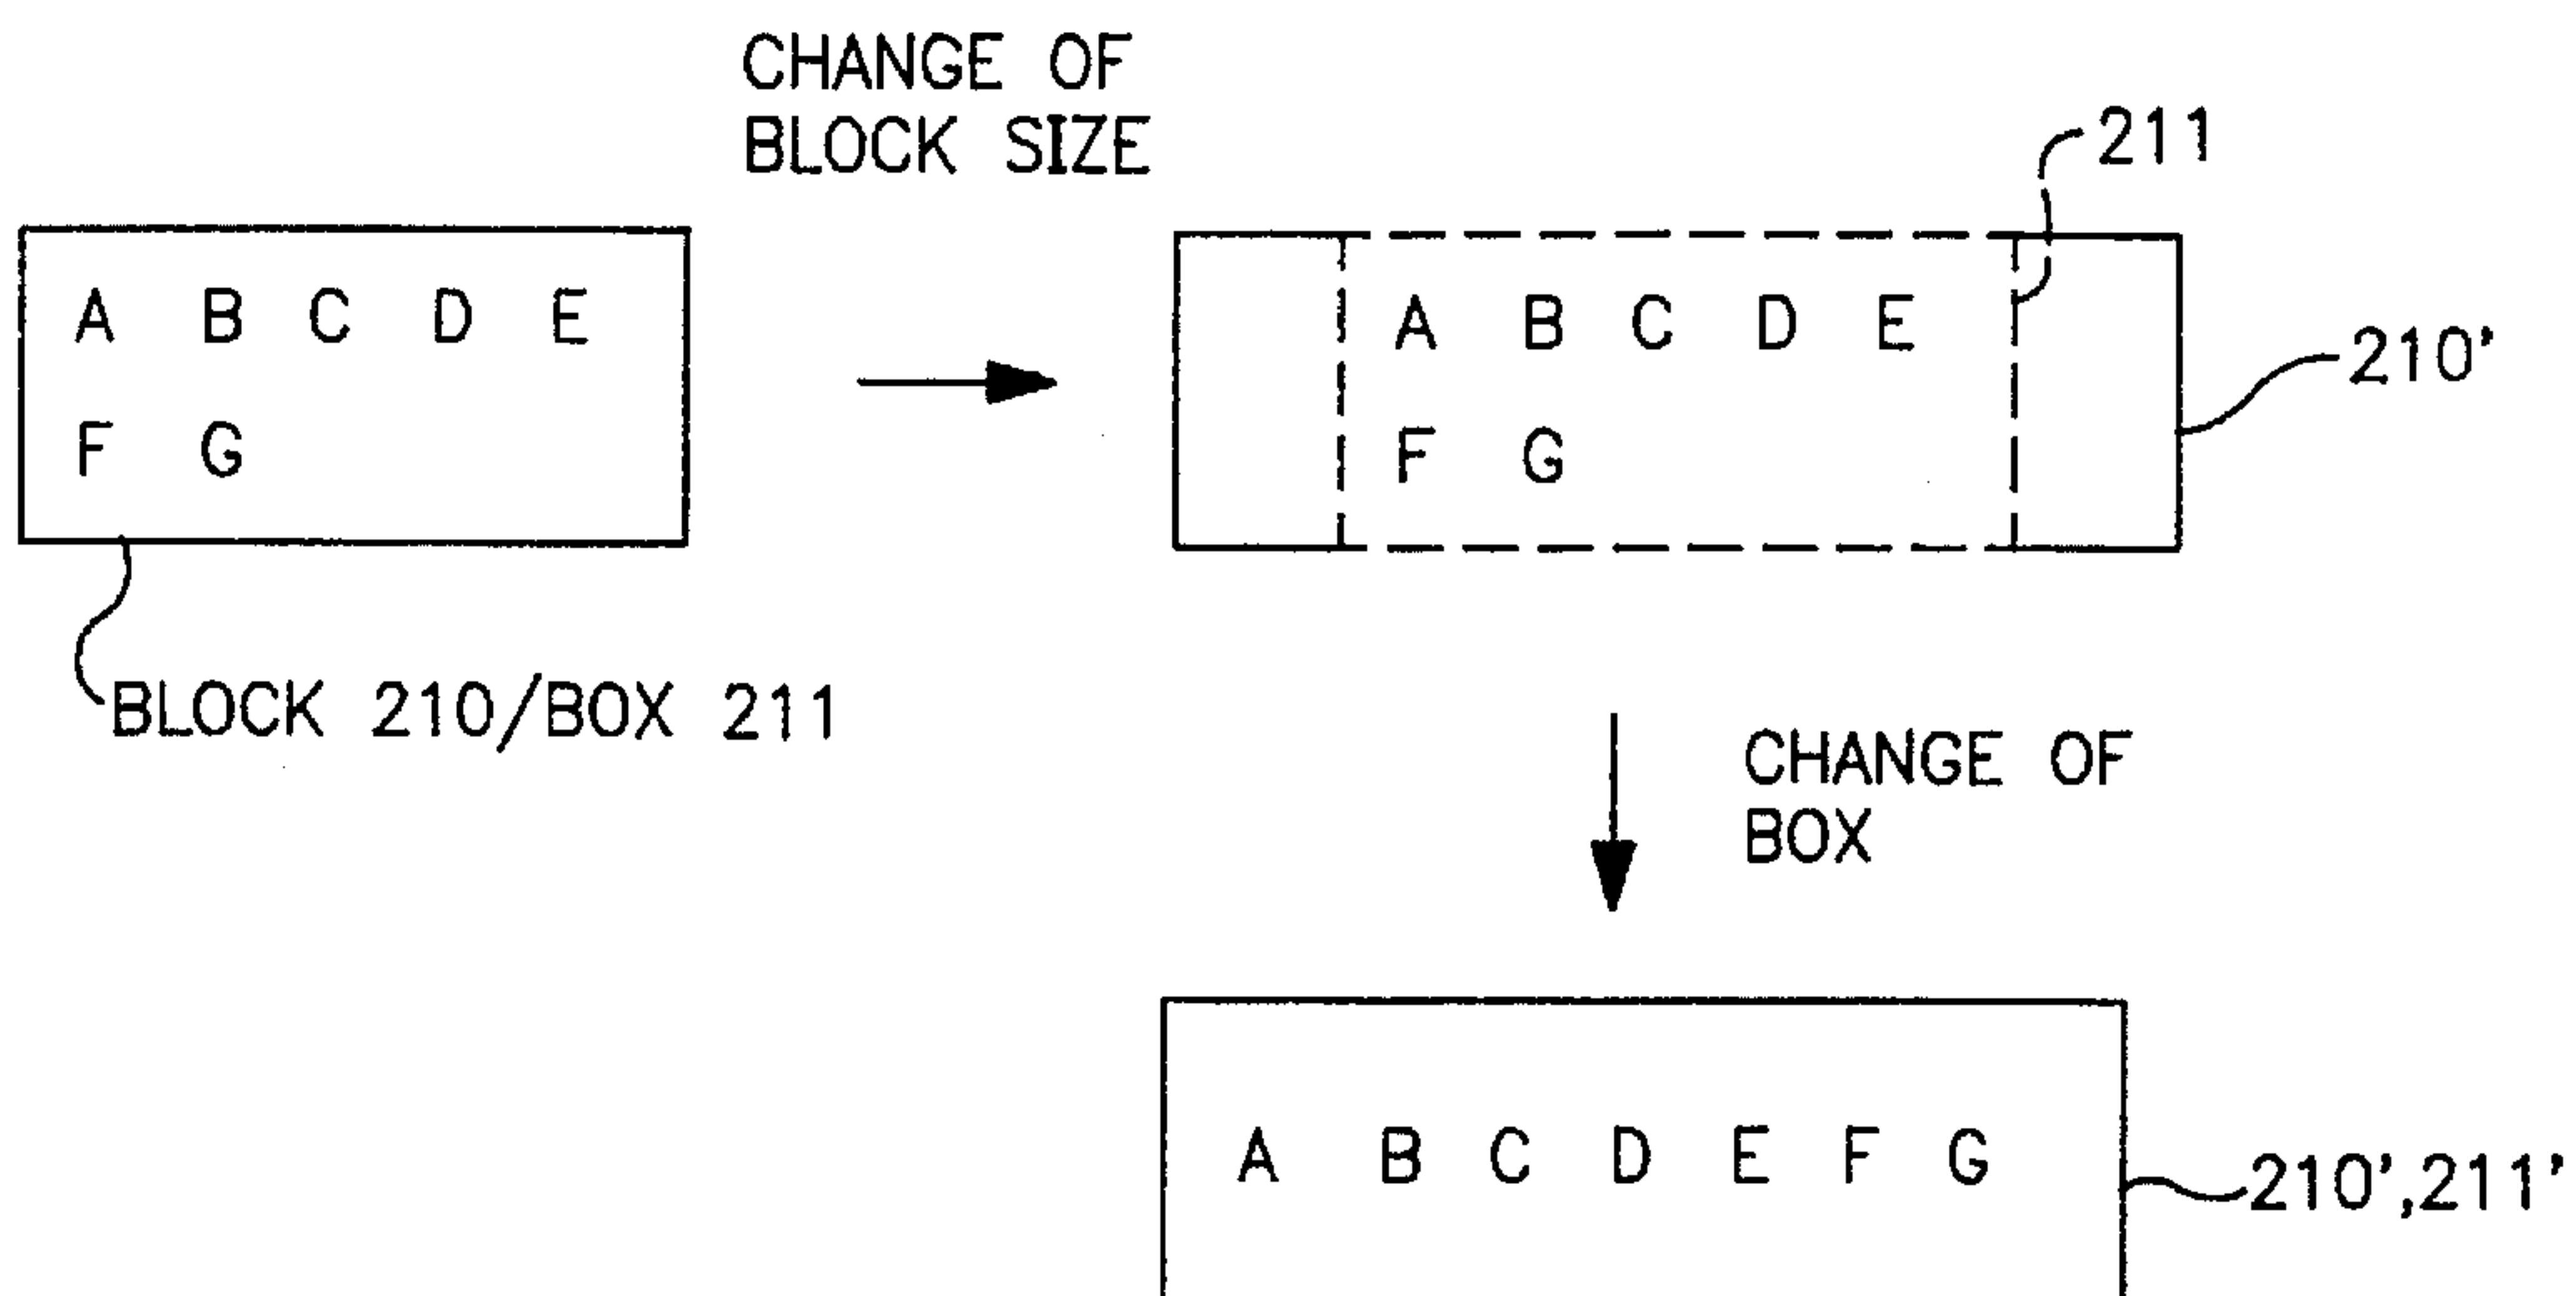 CHANGE OF
BLOCK SIZE
211
A B C D E
F G
A B C D E
F G
210'
BLOCK 210/BOX 211
CHANGE OF
BOX
A B C D E F G
210',211'